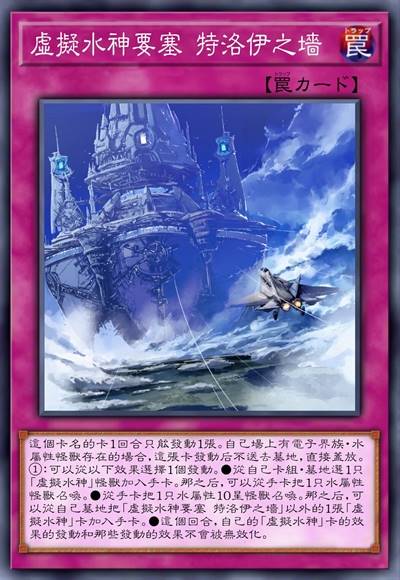 虛擬水神要塞 特洛伊之墻
トラップ
罠
【罠カード】
トラップ
這個卡名的卡1回合只能發動1張。自己場上有電子界族・水
屬性怪獸存在的場合，這張卡發動后不送去墓地，直接蓋放。
①：可以從以下效果選擇1個發動。●從自己卡組・墓地選1只
「虛擬水神」怪獸加入手卡。那之后，可以從手卡把1只水屬性
怪獸召喚。●從手卡把1只水屬性10星怪獸召喚。那之后，可
以從自己墓地把「虛擬水神要塞 特洛伊之墻」以外的1張「虛
擬水神」卡加入手卡。●這個回合，自己的「虛擬水神」卡的效
果的發動和那些發動的效果不會被無效化。